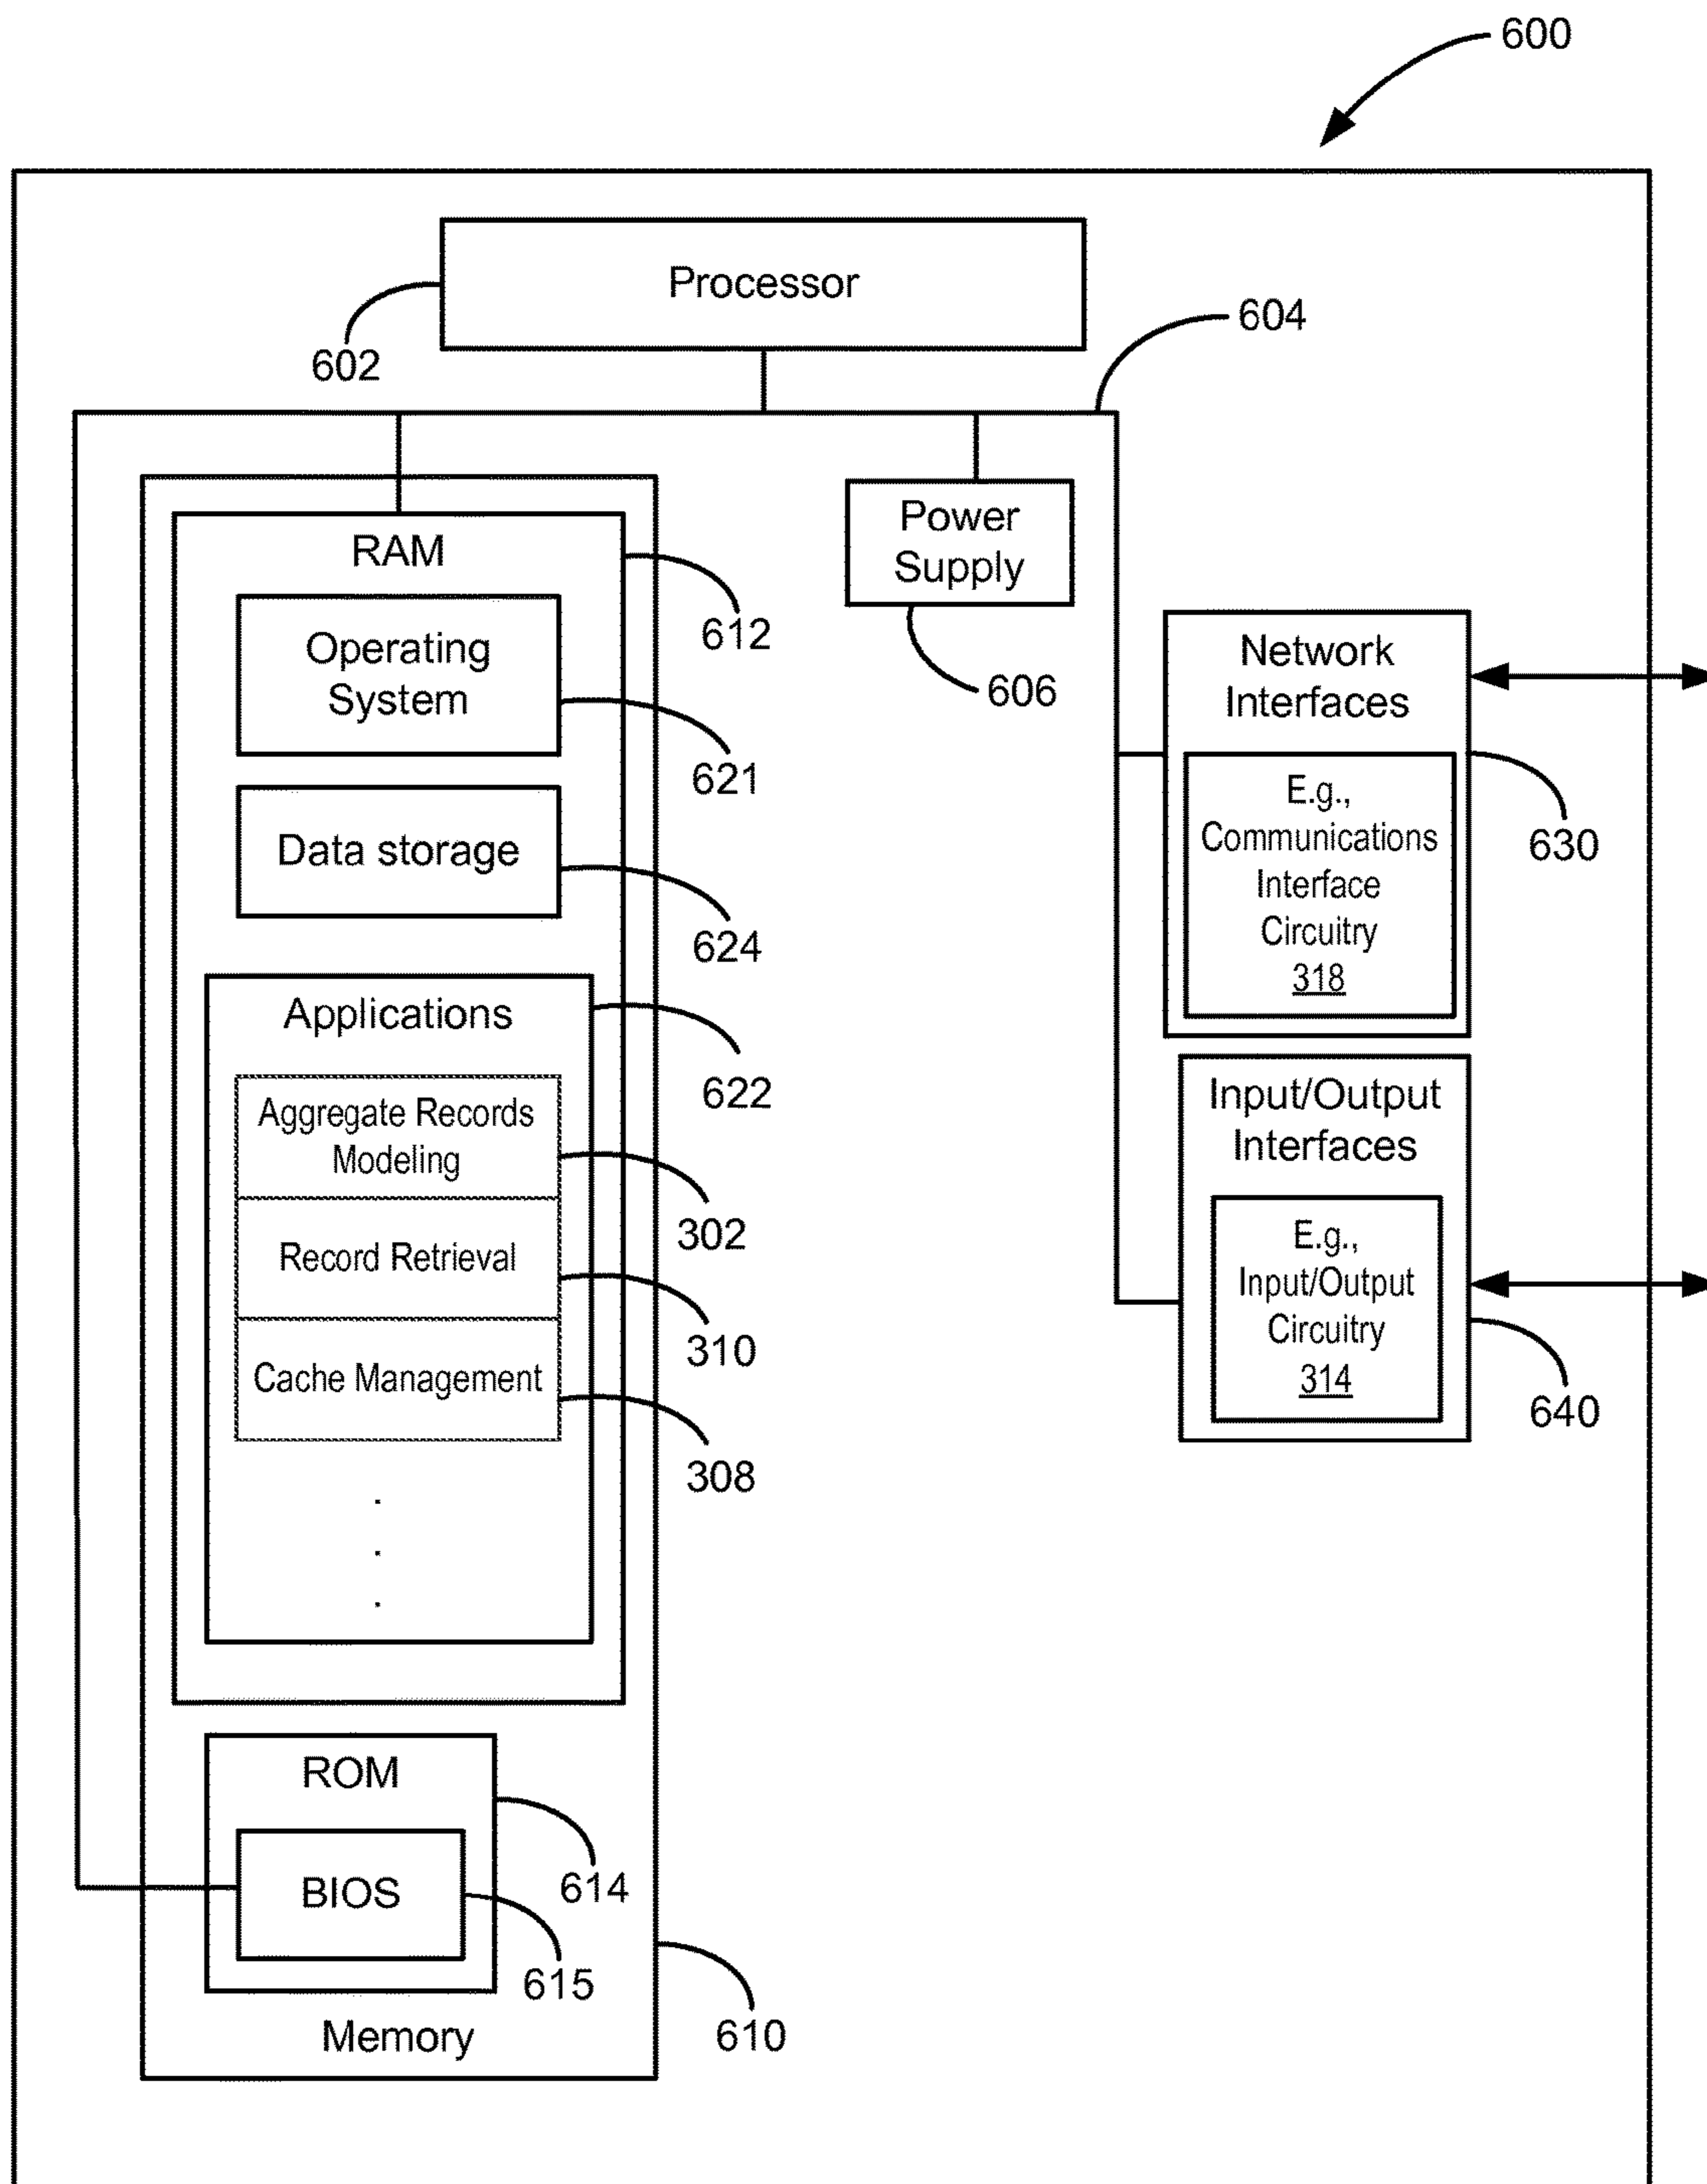 600
Processor
602
604
RAM
612
Power
Supply
606
Operating
System
621
Data storage
624
Applications
622
Aggregate Records
Modeling
302
Record Retrieval
310
Cache Management
308
.
.
.
ROM
614
BIOS
615
Memory
610
Network
Interfaces
630
E.g.,
Communications
Interface
Circuitry
318
Input/Output
Interfaces
E.g.,
Input/Output
Circuitry
314
640